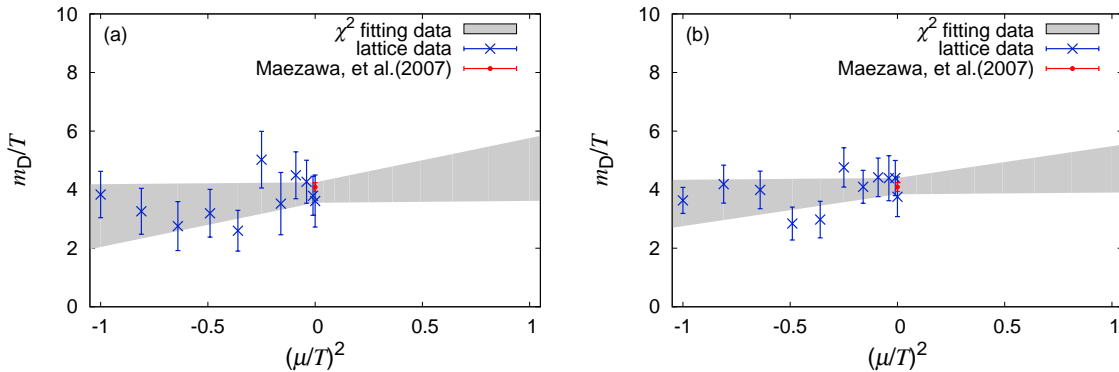 (a)
χ² fitting data
lattice data
Maezawa, et al.(2007)
10
8
6
4
2
0
m_D/T
-1
-0.5
0
0.5
1
(μ/T)²
(b)
χ² fitting data
lattice data
Maezawa, et al.(2007)
10
8
6
4
2
0
m_D/T
-1
-0.5
0
0.5
1
(μ/T)²